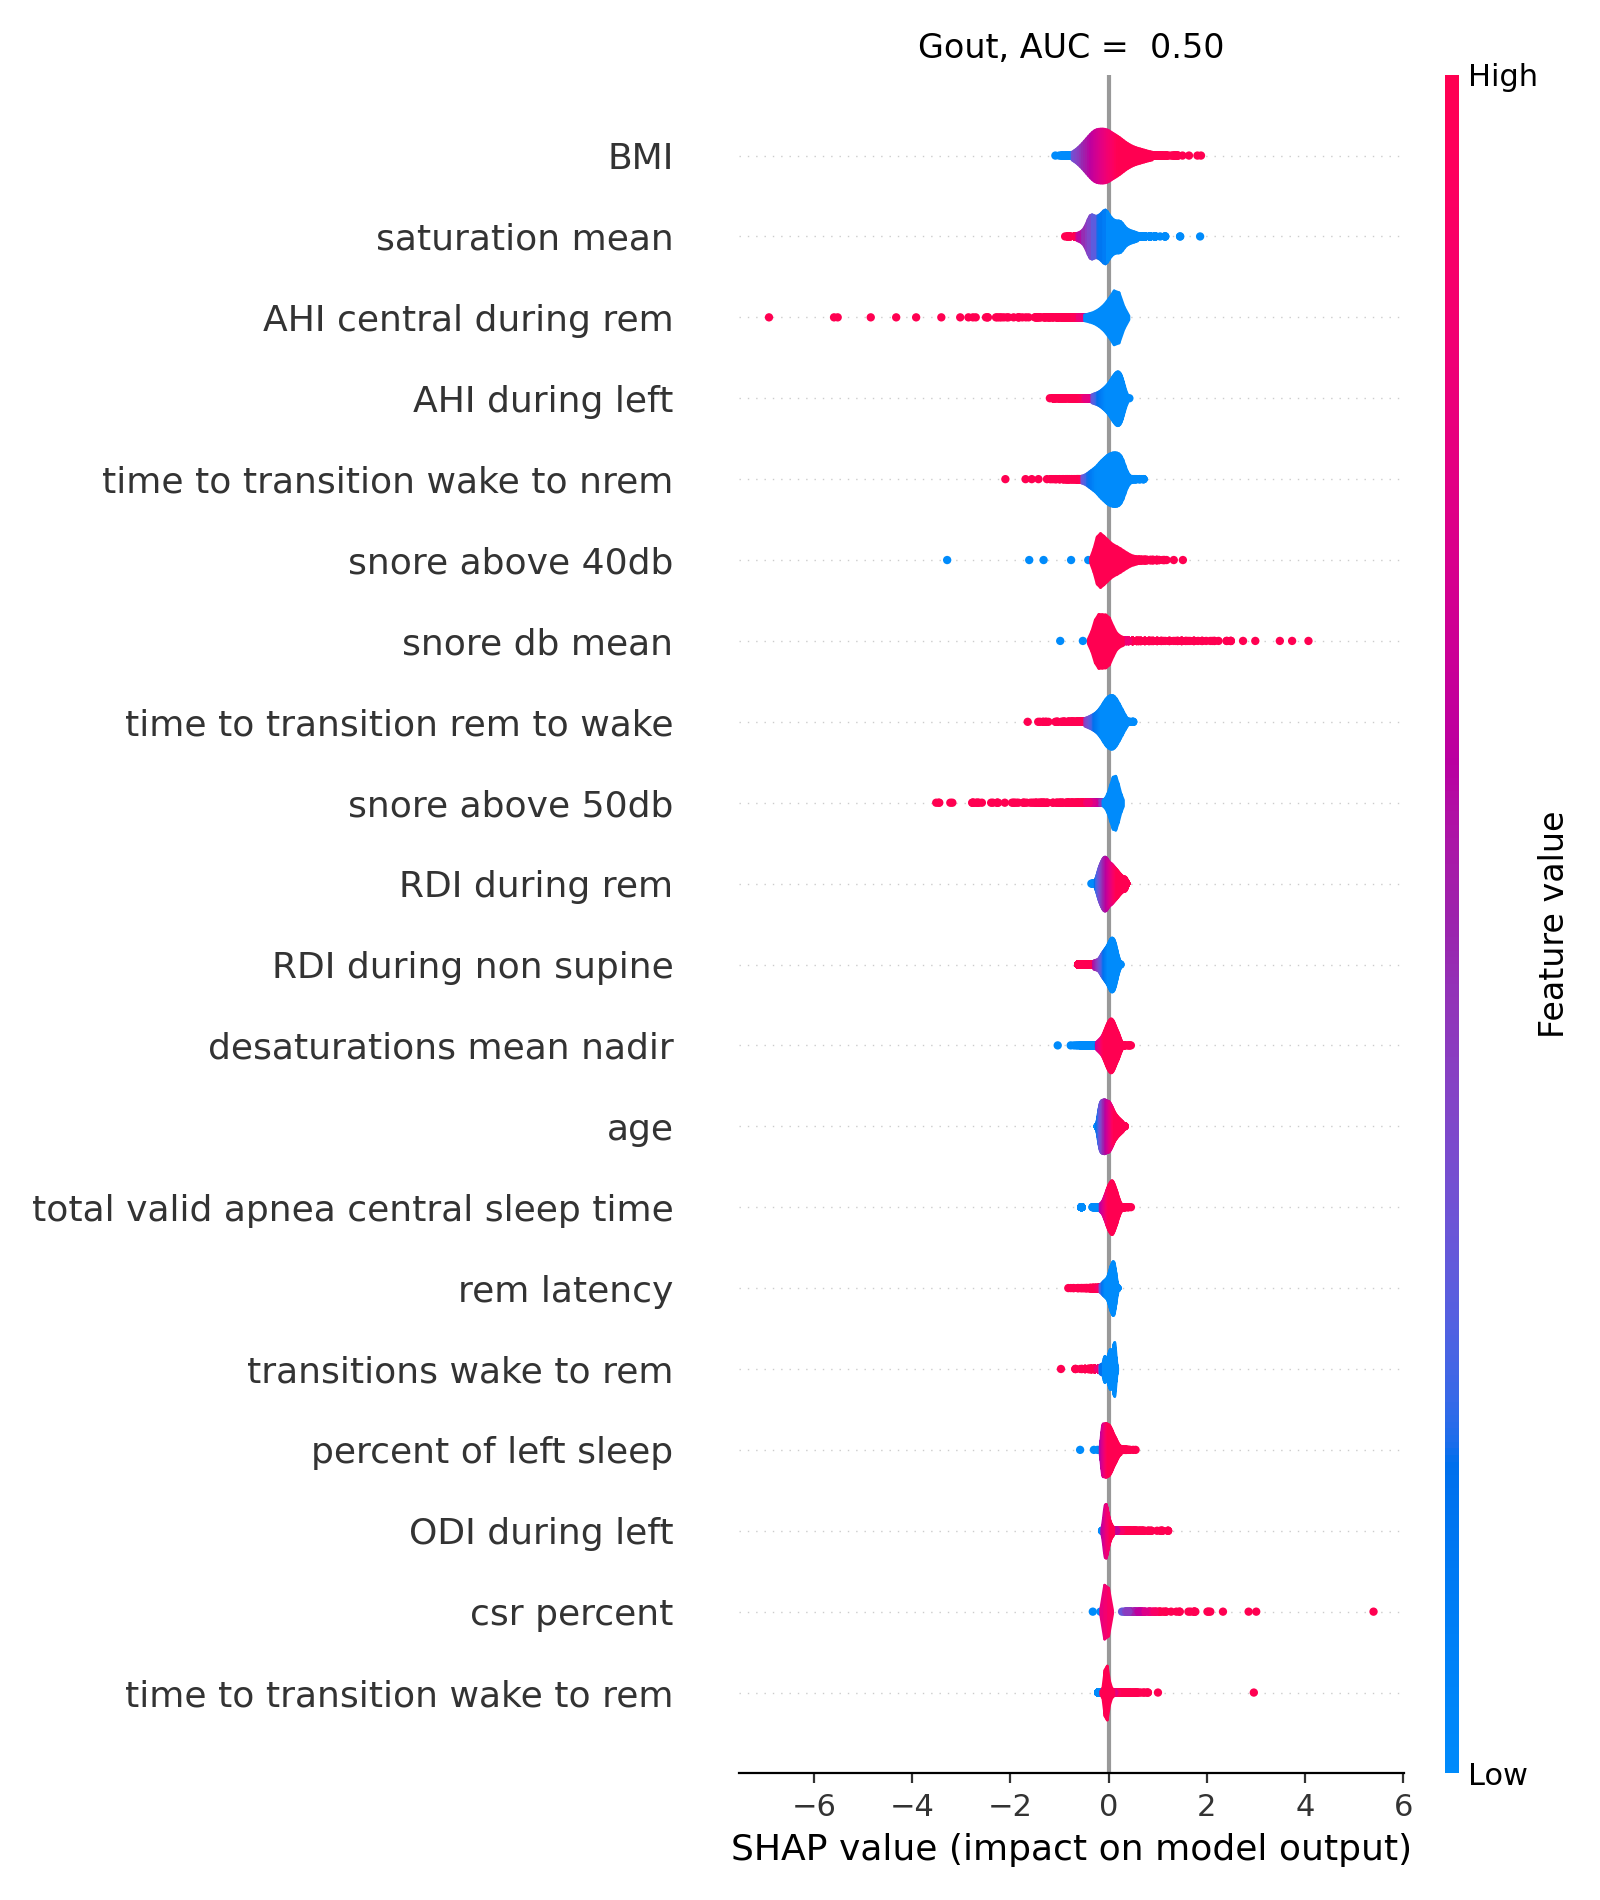 Gout, AUC =  0.50
High
BMI
saturation mean
AHI central during rem
AHI during left
time to transition wake to nrem
snore above 40db
snore db mean
time to transition rem to wake
snore above 50db
RDI during rem
RDI during non supine
desaturations mean nadir
age
total valid apnea central sleep time
rem latency
transitions wake to rem
percent of left sleep
ODI during left
csr percent
time to transition wake to rem
Feature value
Low
−6 −4 −2 0 2 4 6
SHAP value (impact on model output)